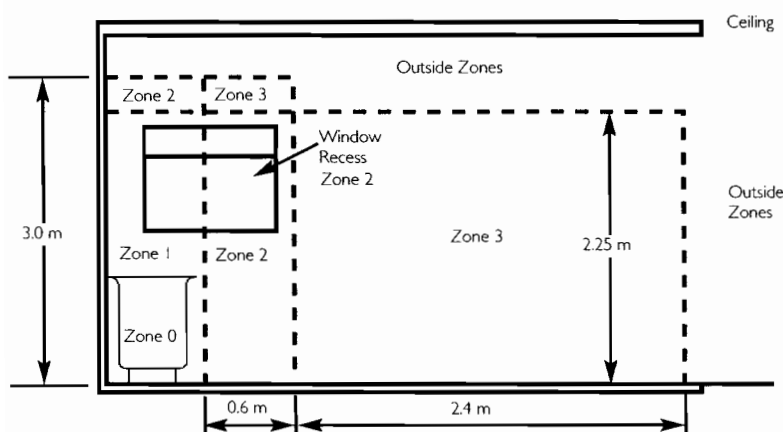 Ceiling
Outside Zones
Zone 2
Zone 3
Window
Recess
Zone 2
Outside
Zones
3.0 m
Zone 3
2.25 m
Zone 1
Zone 2
Zone 0
0.6 m
2.4 m